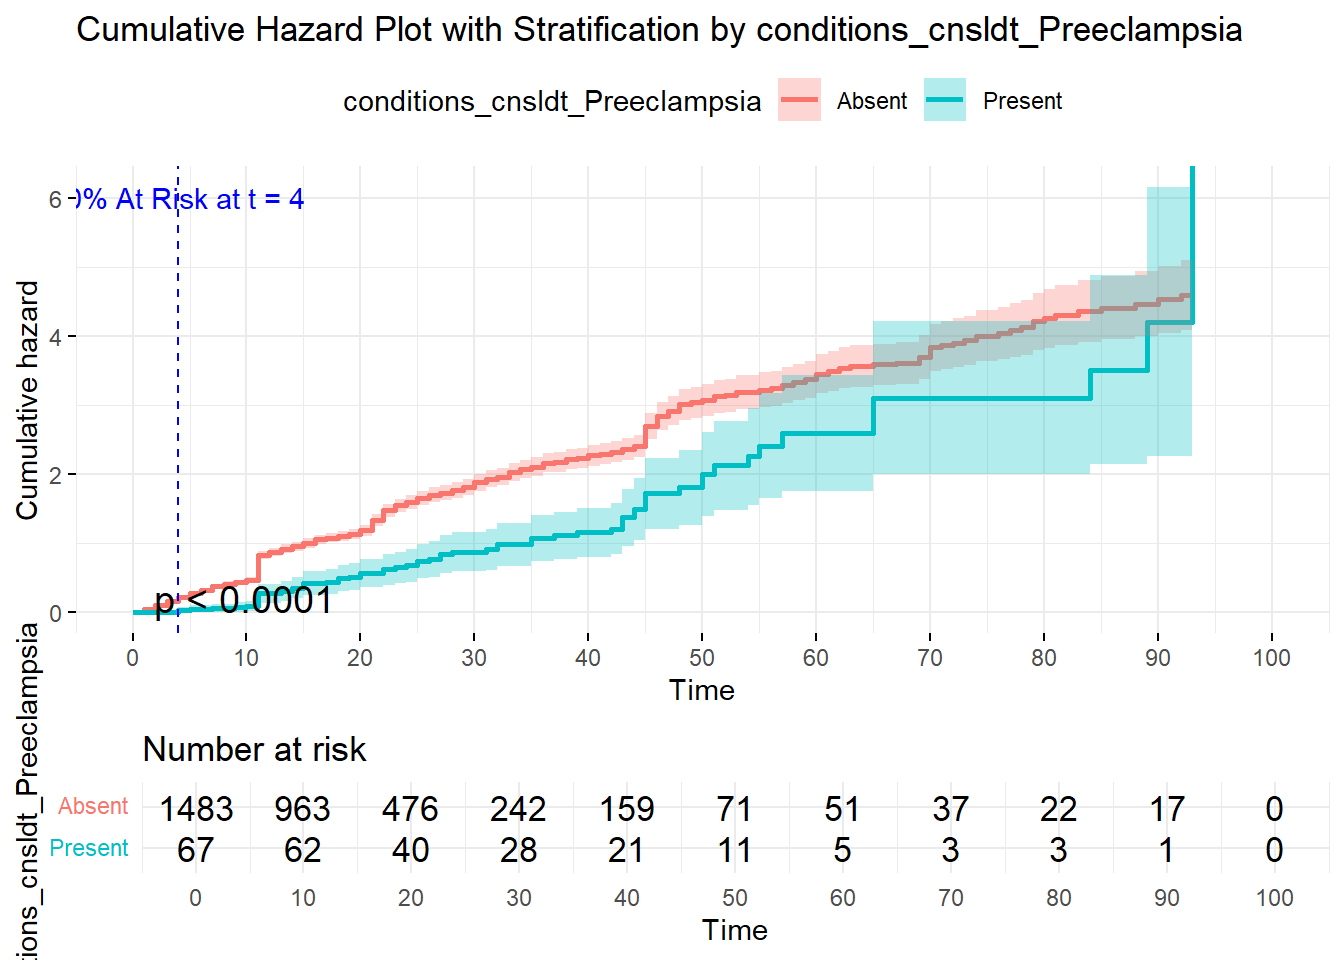 Cumulative Hazard Plot with Stratification by conditions_cnsldt_Preeclampsia
conditions_cnsldt_Preeclampsia Absent Present
% At Risk at t = 4
Cumulative hazard
6
4
2
0
p < 0.0001
0 10 20 30 40 50 60 70 80 90 100
Time
Number at risk
tions_cnsldt_Preeclampsia
Absent 1483 963 476 242 159 71 51 37 22 17 0
Present 67 62 40 28 21 11 5 3 3 1 0
0 10 20 30 40 50 60 70 80 90 100
Time